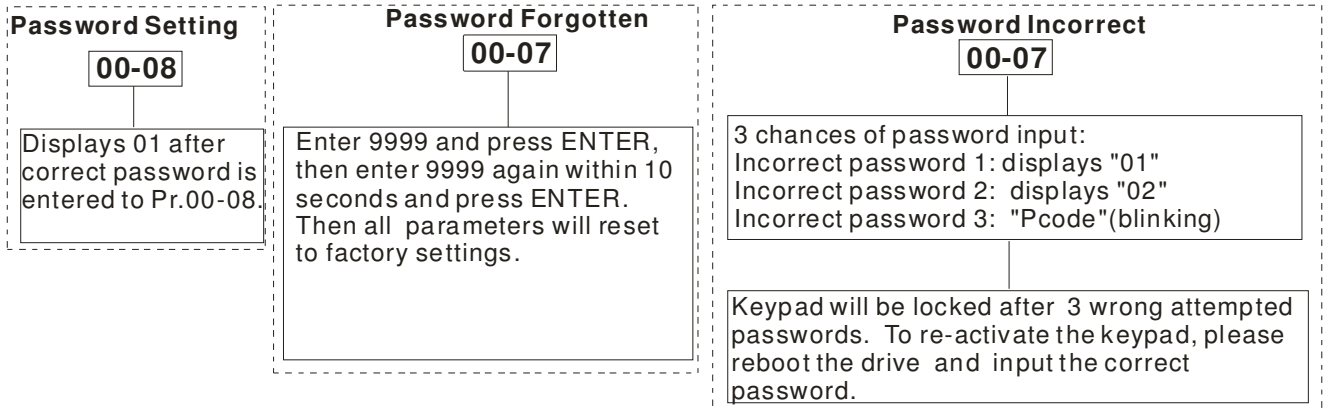 Password Setting
00-08
Displays 01 after
correct password is
entered to Pr.00-08.
Password Forgotten
00-07
Enter 9999 and press ENTER,
then enter 9999 again within 10
seconds and press ENTER.
Then all parameters will reset
to factory settings.
Password Incorrect
00-07
3 chances of password input:
Incorrect password 1: displays "01"
Incorrect password 2: displays "02"
Incorrect password 3: "Pcode"(blinking)
Keypad will be locked after 3 wrong attempted
passwords. To re-activate the keypad, please
reboot the drive and input the correct
password.